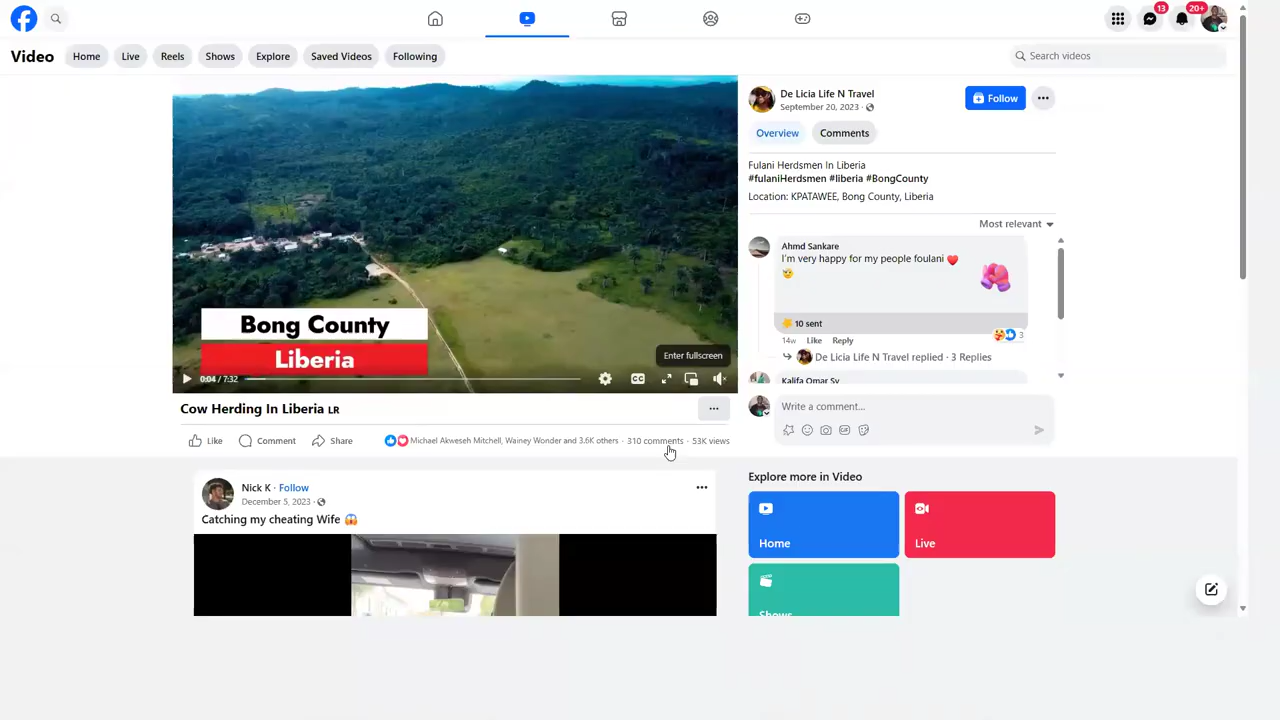 13
20+
Video
Home
Live
Reels
Shows
Explore
Saved Videos
Following
Search videos
Bong County
Liberia
Enter fullscreen
0:04 / 7:32
CC
Cow Herding In Liberia LR
Like
Comment
Share
Michael Akweseh Mitchell, Wainey Wonder and 3.6K others · 310 comments · 53K views
De Licia Life N Travel
September 20, 2023 ·
Follow
Overview
Comments
Fulani Herdsmen In Liberia
#fulaniHerdsmen #liberia #BongCounty
Location: KPATAWEE, Bong County, Liberia
Most relevant
Ahmd Sankare
I'm very happy for my people foulani
10 sent
14w Like Reply
3
De Licia Life N Travel replied · 3 Replies
Kalifa Omar Sy
Write a comment...
GIF
Nick K · Follow
December 5, 2023 ·
Catching my cheating Wife 😱
Explore more in Video
Home
Live
Shows